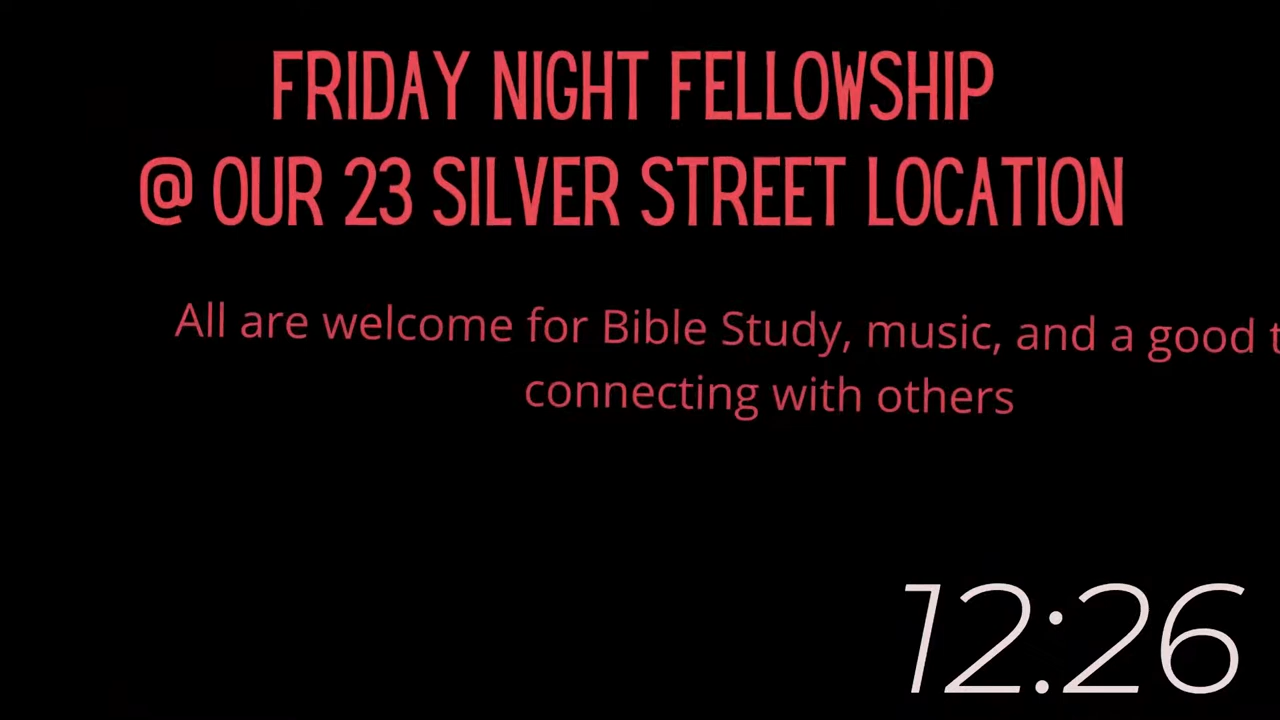 FRIDAY NIGHT FELLOWSHIP
@ OUR 23 SILVER STREET LOCATION
All are welcome for Bible Study, music, and a good
connecting with others
12:26